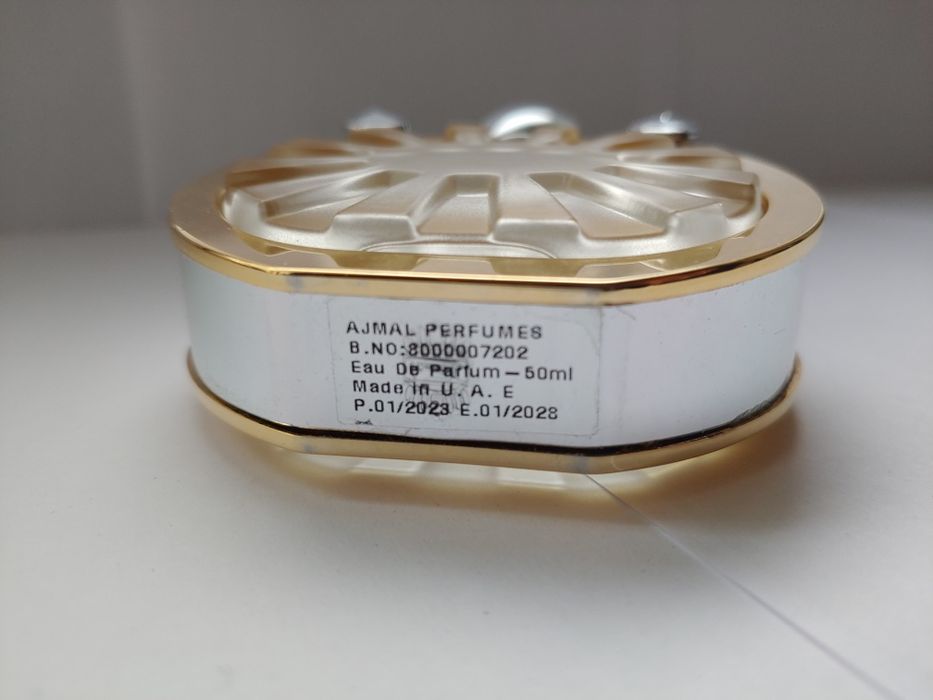 AJMAL PERFUMES
B.NO:8000007202
Eau De Parfum – 50ml
Made in U. A. E
P.01/2023 E.01/2028